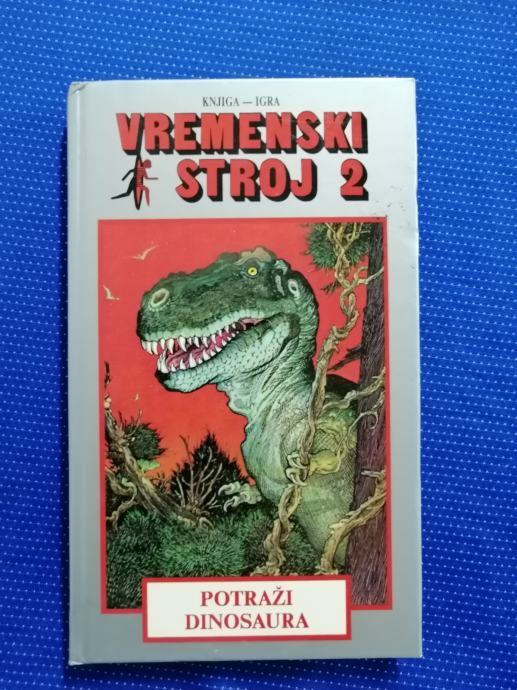 KNJIGA — IGRA
VREMENSKI
STROJ 2
POTRAŽI
DINOSAURA